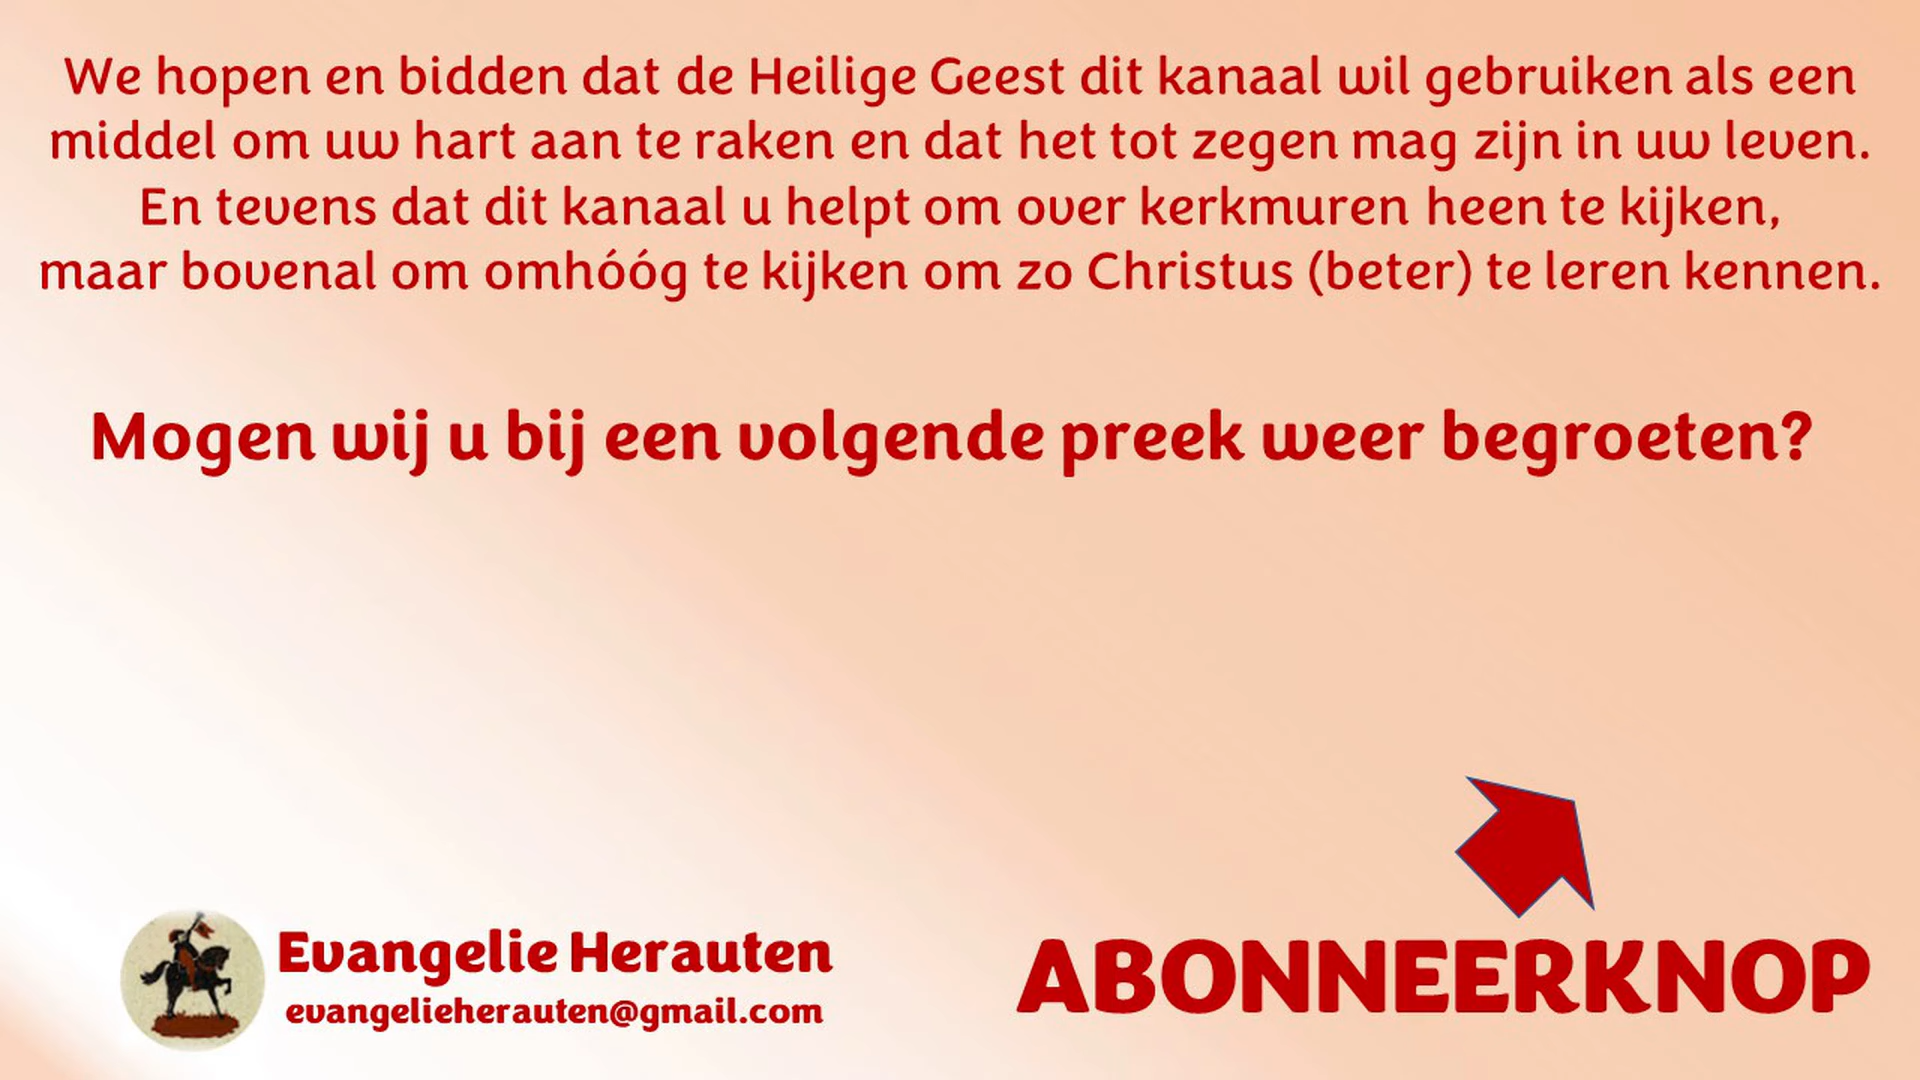 We hopen en bidden dat de Heilige Geest dit kanaal wil gebruiken als een
middel om uw hart aan te raken en dat het tot zegen mag zijn in uw leven.
En tevens dat dit kanaal u helpt om over kerkmuren heen te kijken,
maar bovenal om omhóóg te kijken om zo Christus (beter) te leren kennen.
Mogen wij u bij een volgende preek weer begroeten?
Evangelie Herauten
evangelieherauten@gmail.com
ABONNEERKNOP